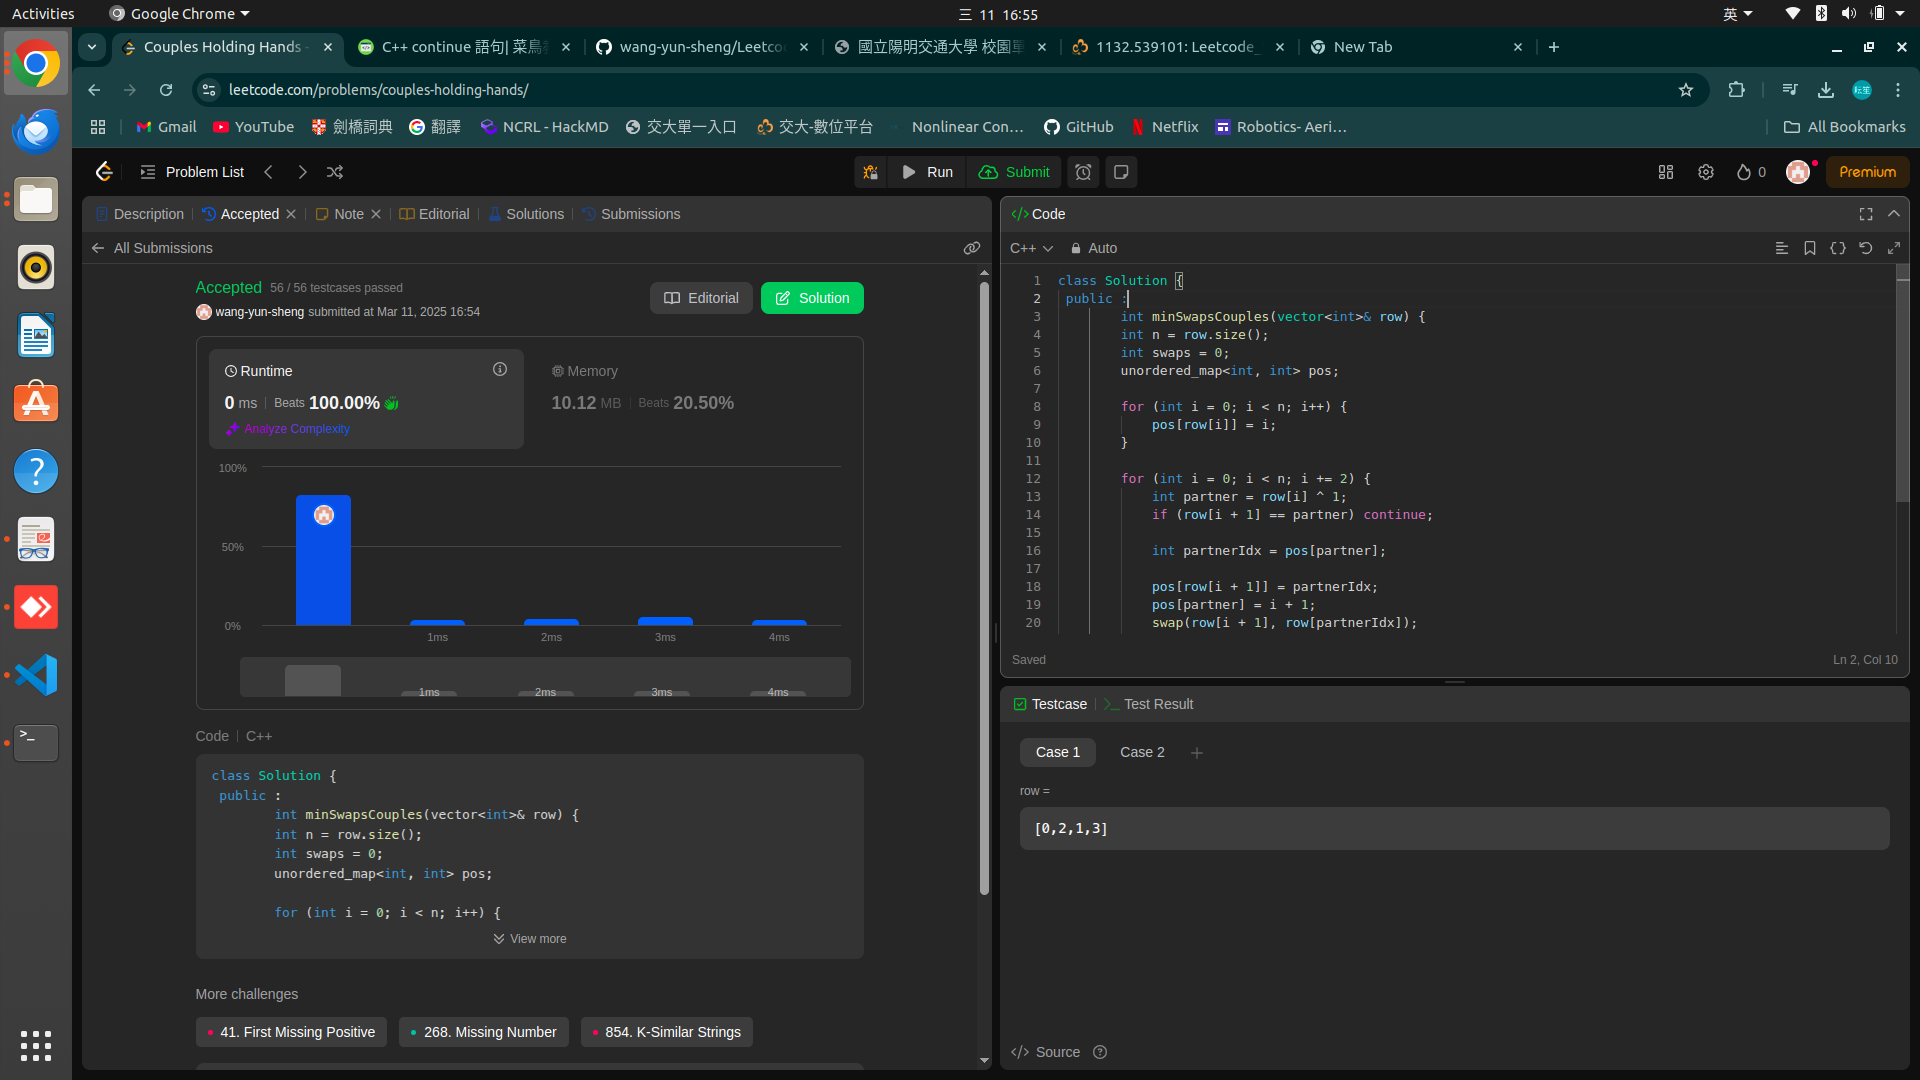 Activities
Google Chrome
三 11 16:55
英
Couples Holding Hands -
C++ continue 語句| 菜鳥
wang-yun-sheng/Leetco
國立陽明交通大學 校園單
1132.539101: Leetcode_
New Tab
leetcode.com/problems/couples-holding-hands/
Gmail
YouTube
劍橋詞典
翻譯
NCRL - HackMD
交大單一入口
交大-數位平台
Nonlinear Con…
GitHub
Netflix
Robotics- Aeri…
All Bookmarks
Problem List
Run
Submit
0
Premium
Description
Accepted
Note
Editorial
Solutions
Submissions
All Submissions
Accepted 56 / 56 testcases passed
wang-yun-sheng submitted at Mar 11, 2025 16:54
Editorial
Solution
Runtime
0 ms Beats 100.00%
Analyze Complexity
Memory
10.12 MB Beats 20.50%
100%
50%
0%
1ms 2ms 3ms 4ms
1ms 2ms 3ms 4ms
Code C++
class Solution {
public :
int minSwapsCouples(vector<int>& row) {
int n = row.size();
int swaps = 0;
unordered_map<int, int> pos;
for (int i = 0; i < n; i++) {
View more
More challenges
41. First Missing Positive
268. Missing Number
854. K-Similar Strings
</> Code
C++
Auto
1 class Solution {
2 public :
3 int minSwapsCouples(vector<int>& row) {
4 int n = row.size();
5 int swaps = 0;
6 unordered_map<int, int> pos;
7
8 for (int i = 0; i < n; i++) {
9 pos[row[i]] = i;
10 }
11
12 for (int i = 0; i < n; i += 2) {
13 int partner = row[i] ^ 1;
14 if (row[i + 1] == partner) continue;
15
16 int partnerIdx = pos[partner];
17
18 pos[row[i + 1]] = partnerIdx;
19 pos[partner] = i + 1;
20 swap(row[i + 1], row[partnerIdx]);
Saved
Ln 2, Col 10
Testcase
Test Result
Case 1
Case 2
row =
[0,2,1,3]
</> Source